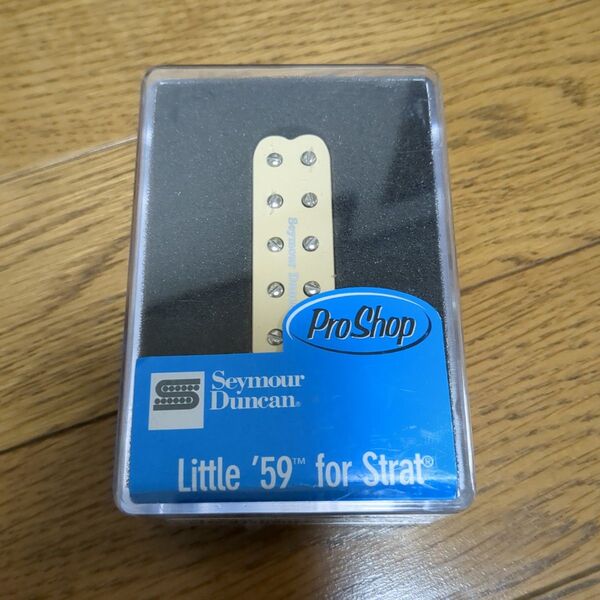 Seymour Duncan
ProShop
Seymour
Duncan®
Little '59™ for Strat®